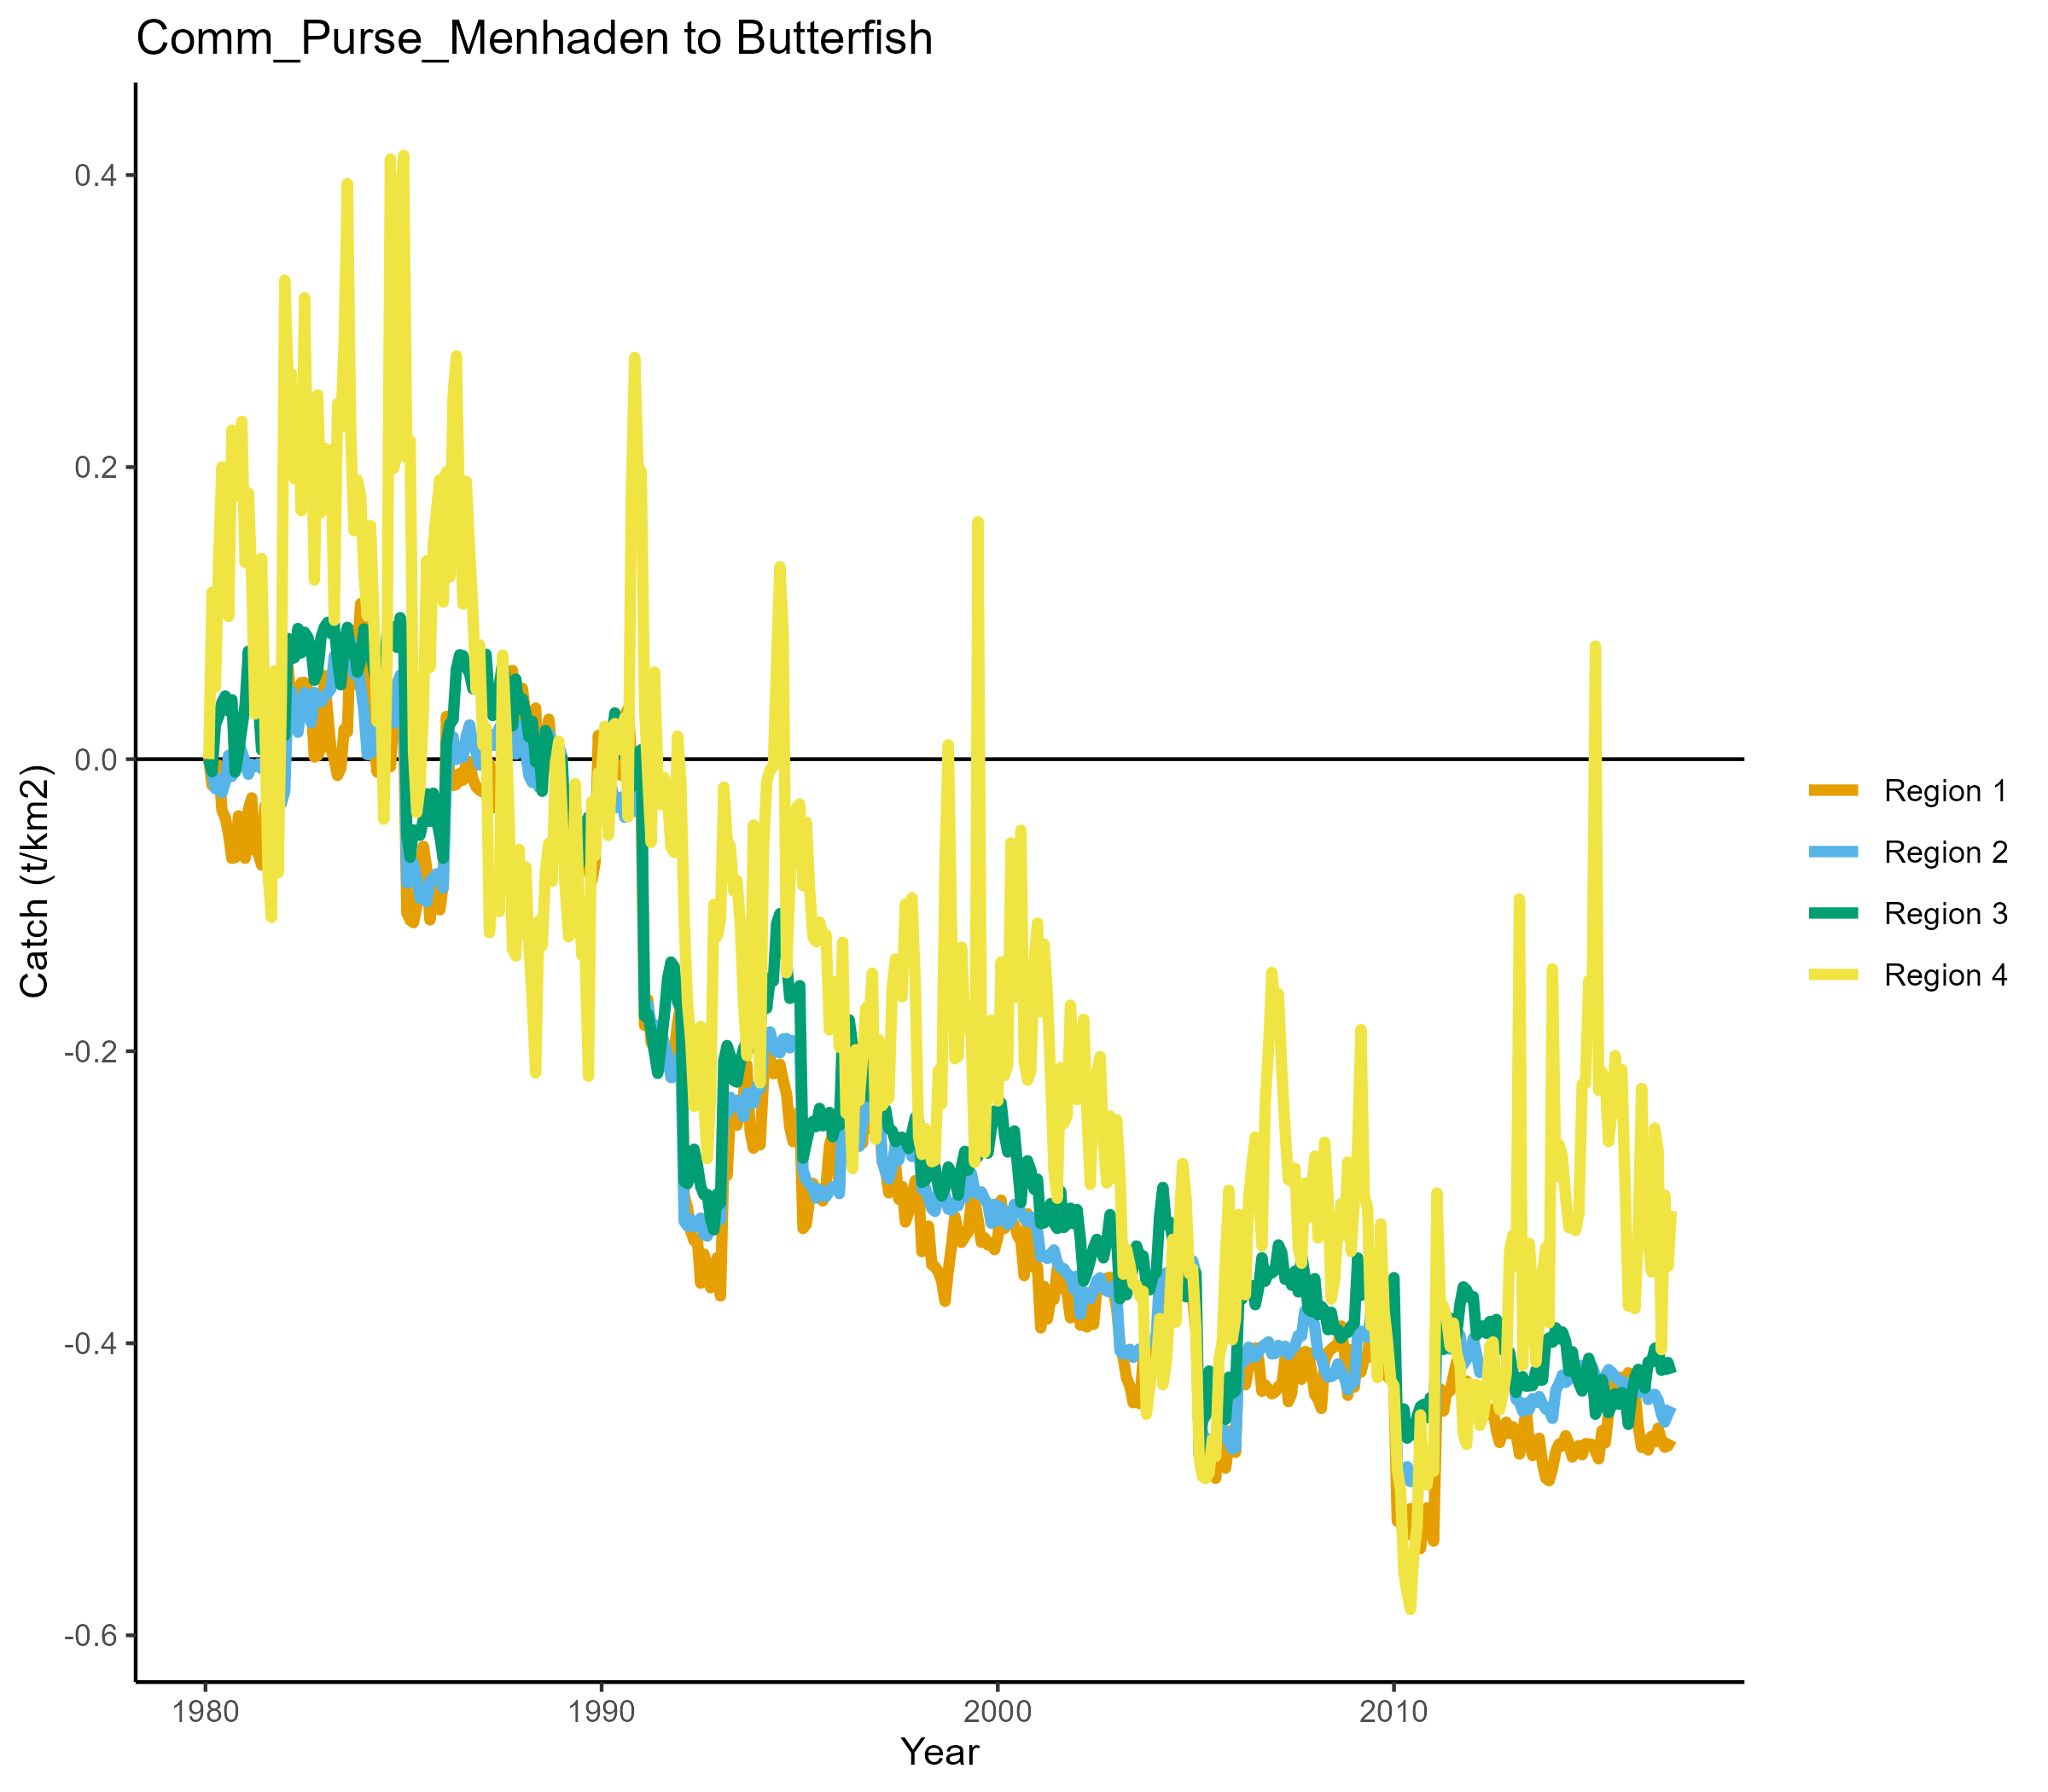 Comm_Purse_Menhaden to Butterfish
Catch (t/km2)
0.4
0.2
0.0
-0.2
-0.4
-0.6
1980 1990 2000 2010
Year
Region 1
Region 2
Region 3
Region 4